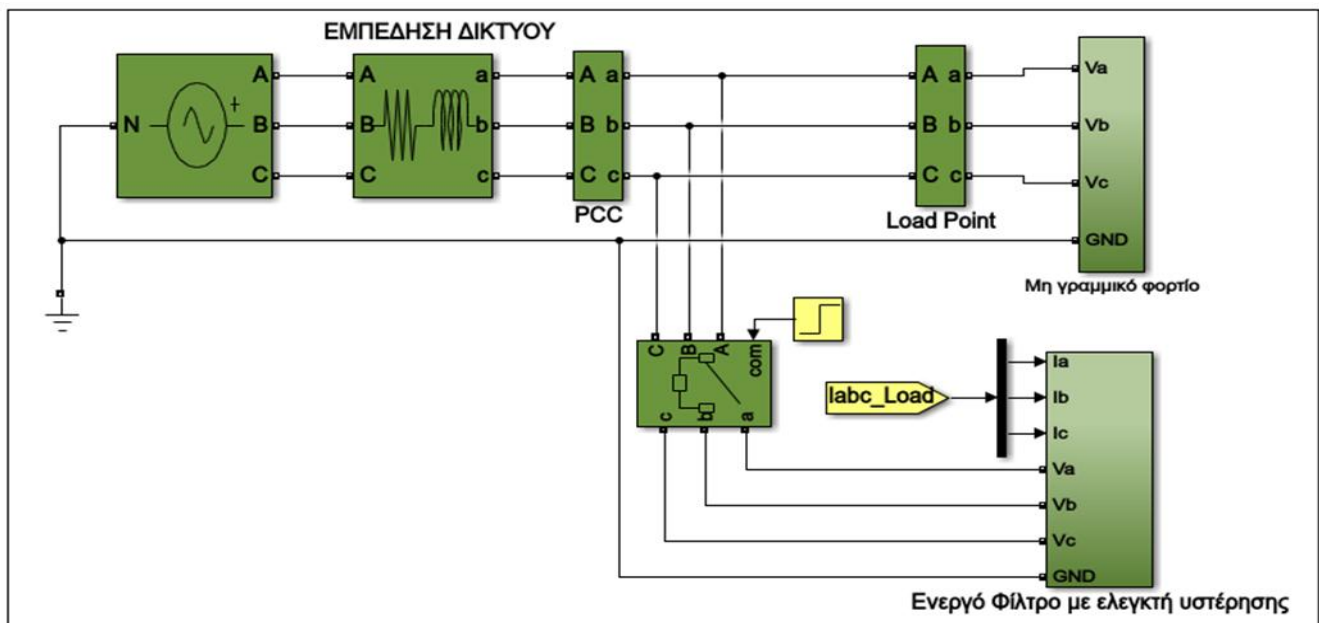 ΕΜΠΕΔΗΣΗ ΔΙΚΤΥΟΥ
A A a A a A a Va
N + B B b B b B b Vb
C C c C c C c Vc
PCC
Load Point
GND
Μη γραμμικό φορτίο
C B A com
c b a
Iabc_Load
Ia
Ib
Ic
Va
Vb
Vc
GND
Ενεργό Φίλτρο με ελεγκτή υστέρησης